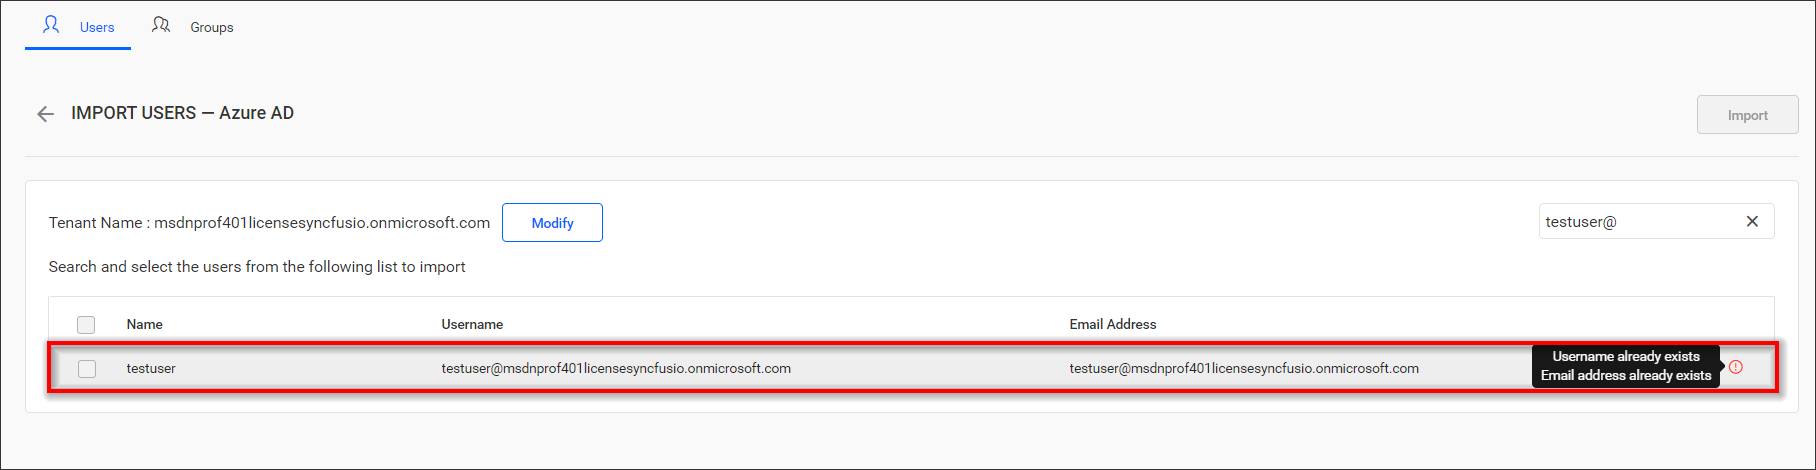 Users Groups
IMPORT USERS — Azure AD
Import
Tenant Name : msdnprof401licensesyncfusio.onmicrosoft.com Modify
testuser@
Search and select the users from the following list to import
Name Username Email Address
testuser testuser@msdnprof401licensesyncfusio.onmicrosoft.com testuser@msdnprof401licensesyncfusio.onmicrosoft.com
Username already exists
Email address already exists